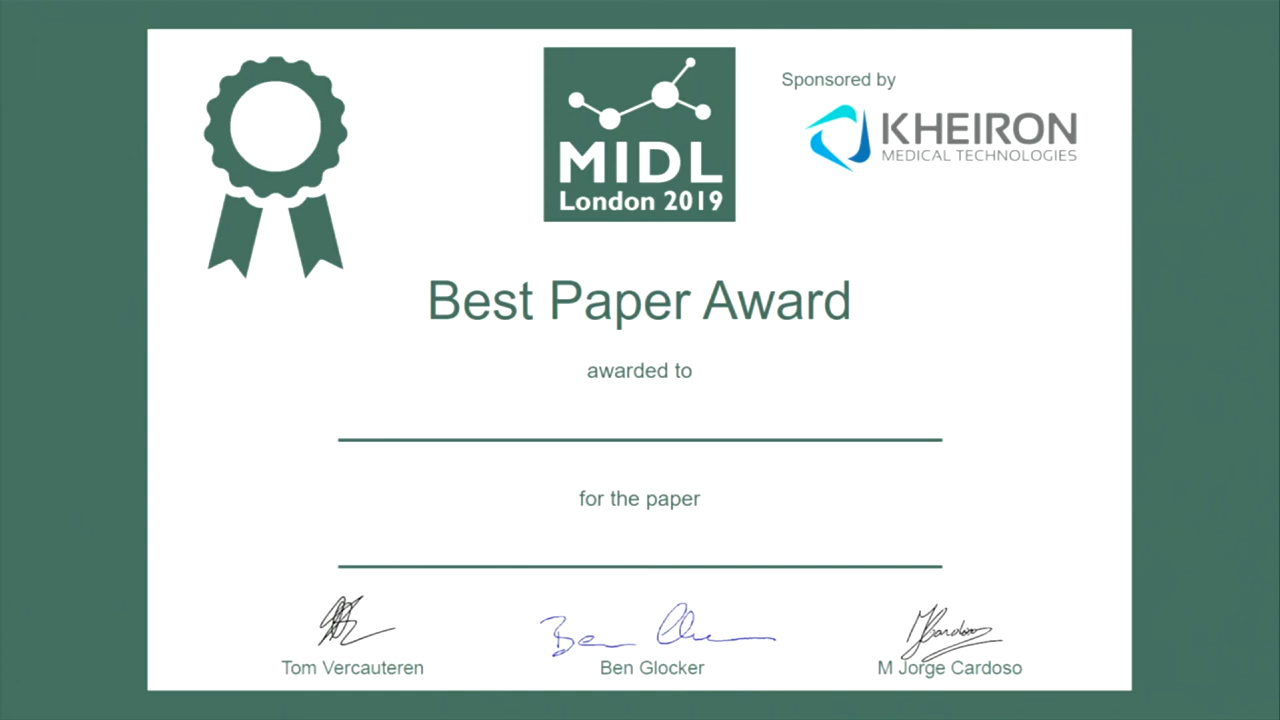 MIDL
London 2019
Sponsored by
KHEIRON
MEDICAL TECHNOLOGIES
Best Paper Award
awarded to
for the paper
Ben
Tom Vercauteren
Ben Glocker
M Jorge Cardoso